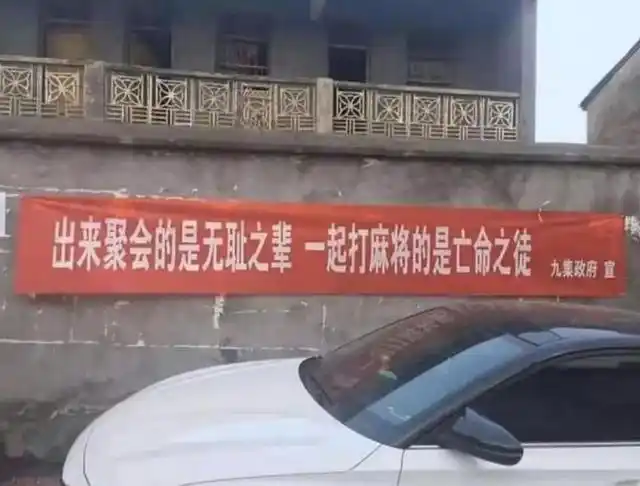 出来聚会的是无耻之辈 一起打麻将的是亡命之徒 九集政府 宣